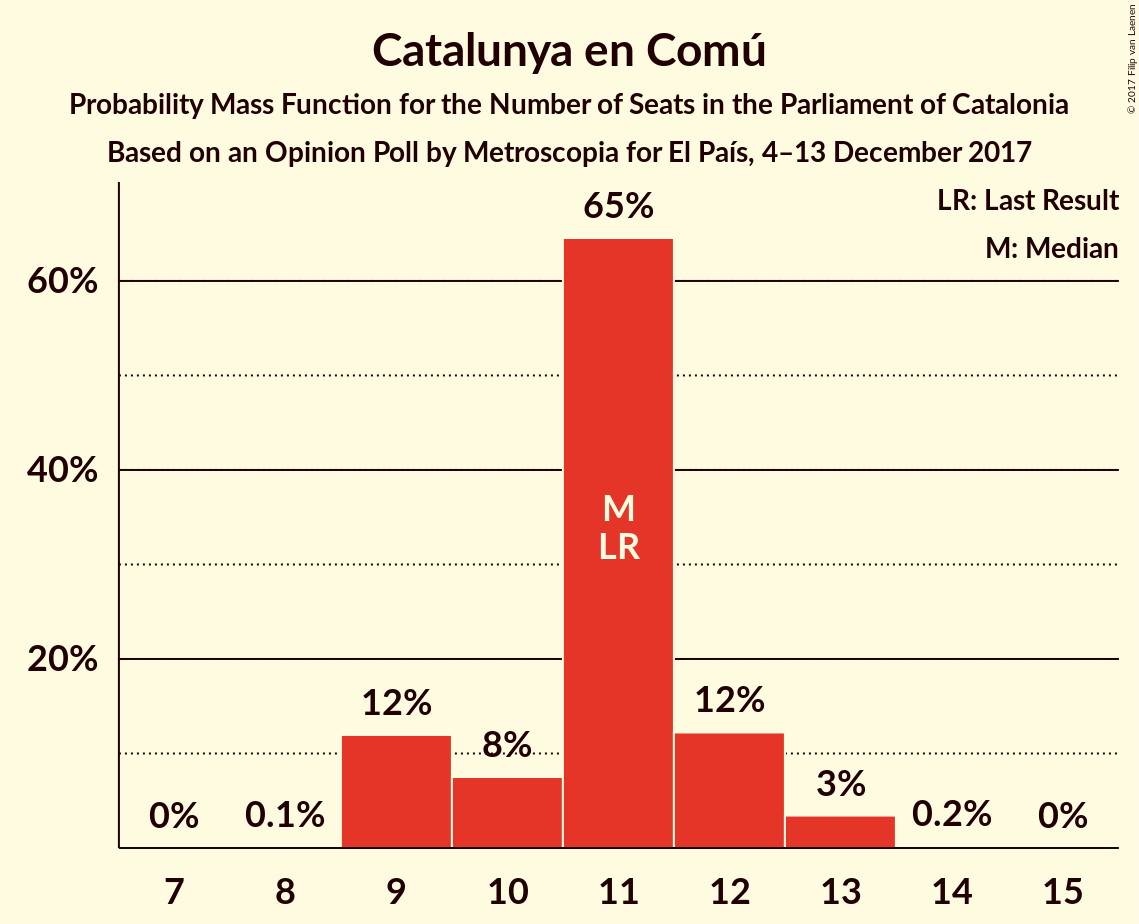 Catalunya en Comú
Probability Mass Function for the Number of Seats in the Parliament of Catalonia
Based on an Opinion Poll by Metroscopia for El País, 4–13 December 2017
© 2017 Filip van Laenen
LR: Last Result
M: Median
65%
60%
40%
M
LR
20%
12%
12%
8%
3%
0%
0.1%
0.2%
0%
7 8 9 10 11 12 13 14 15